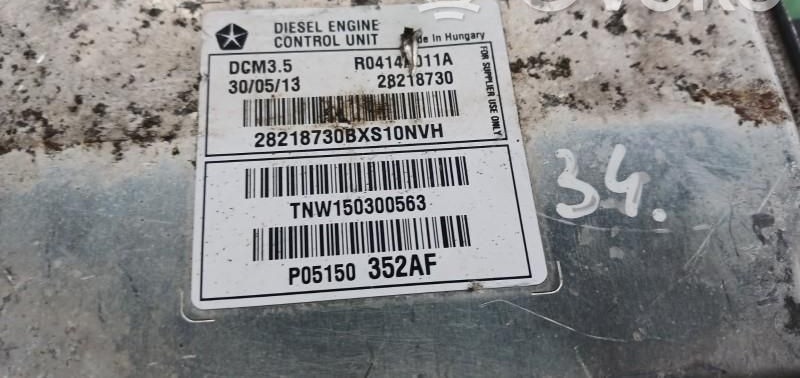 DIESEL ENGINE
CONTROL UNIT
in Hungary
DCM3.5
30/05/13 28218730
28218730BXS10NVH
FOR SUPPLIER USE ONLY
TNW150300563
P05150 352AF
34.